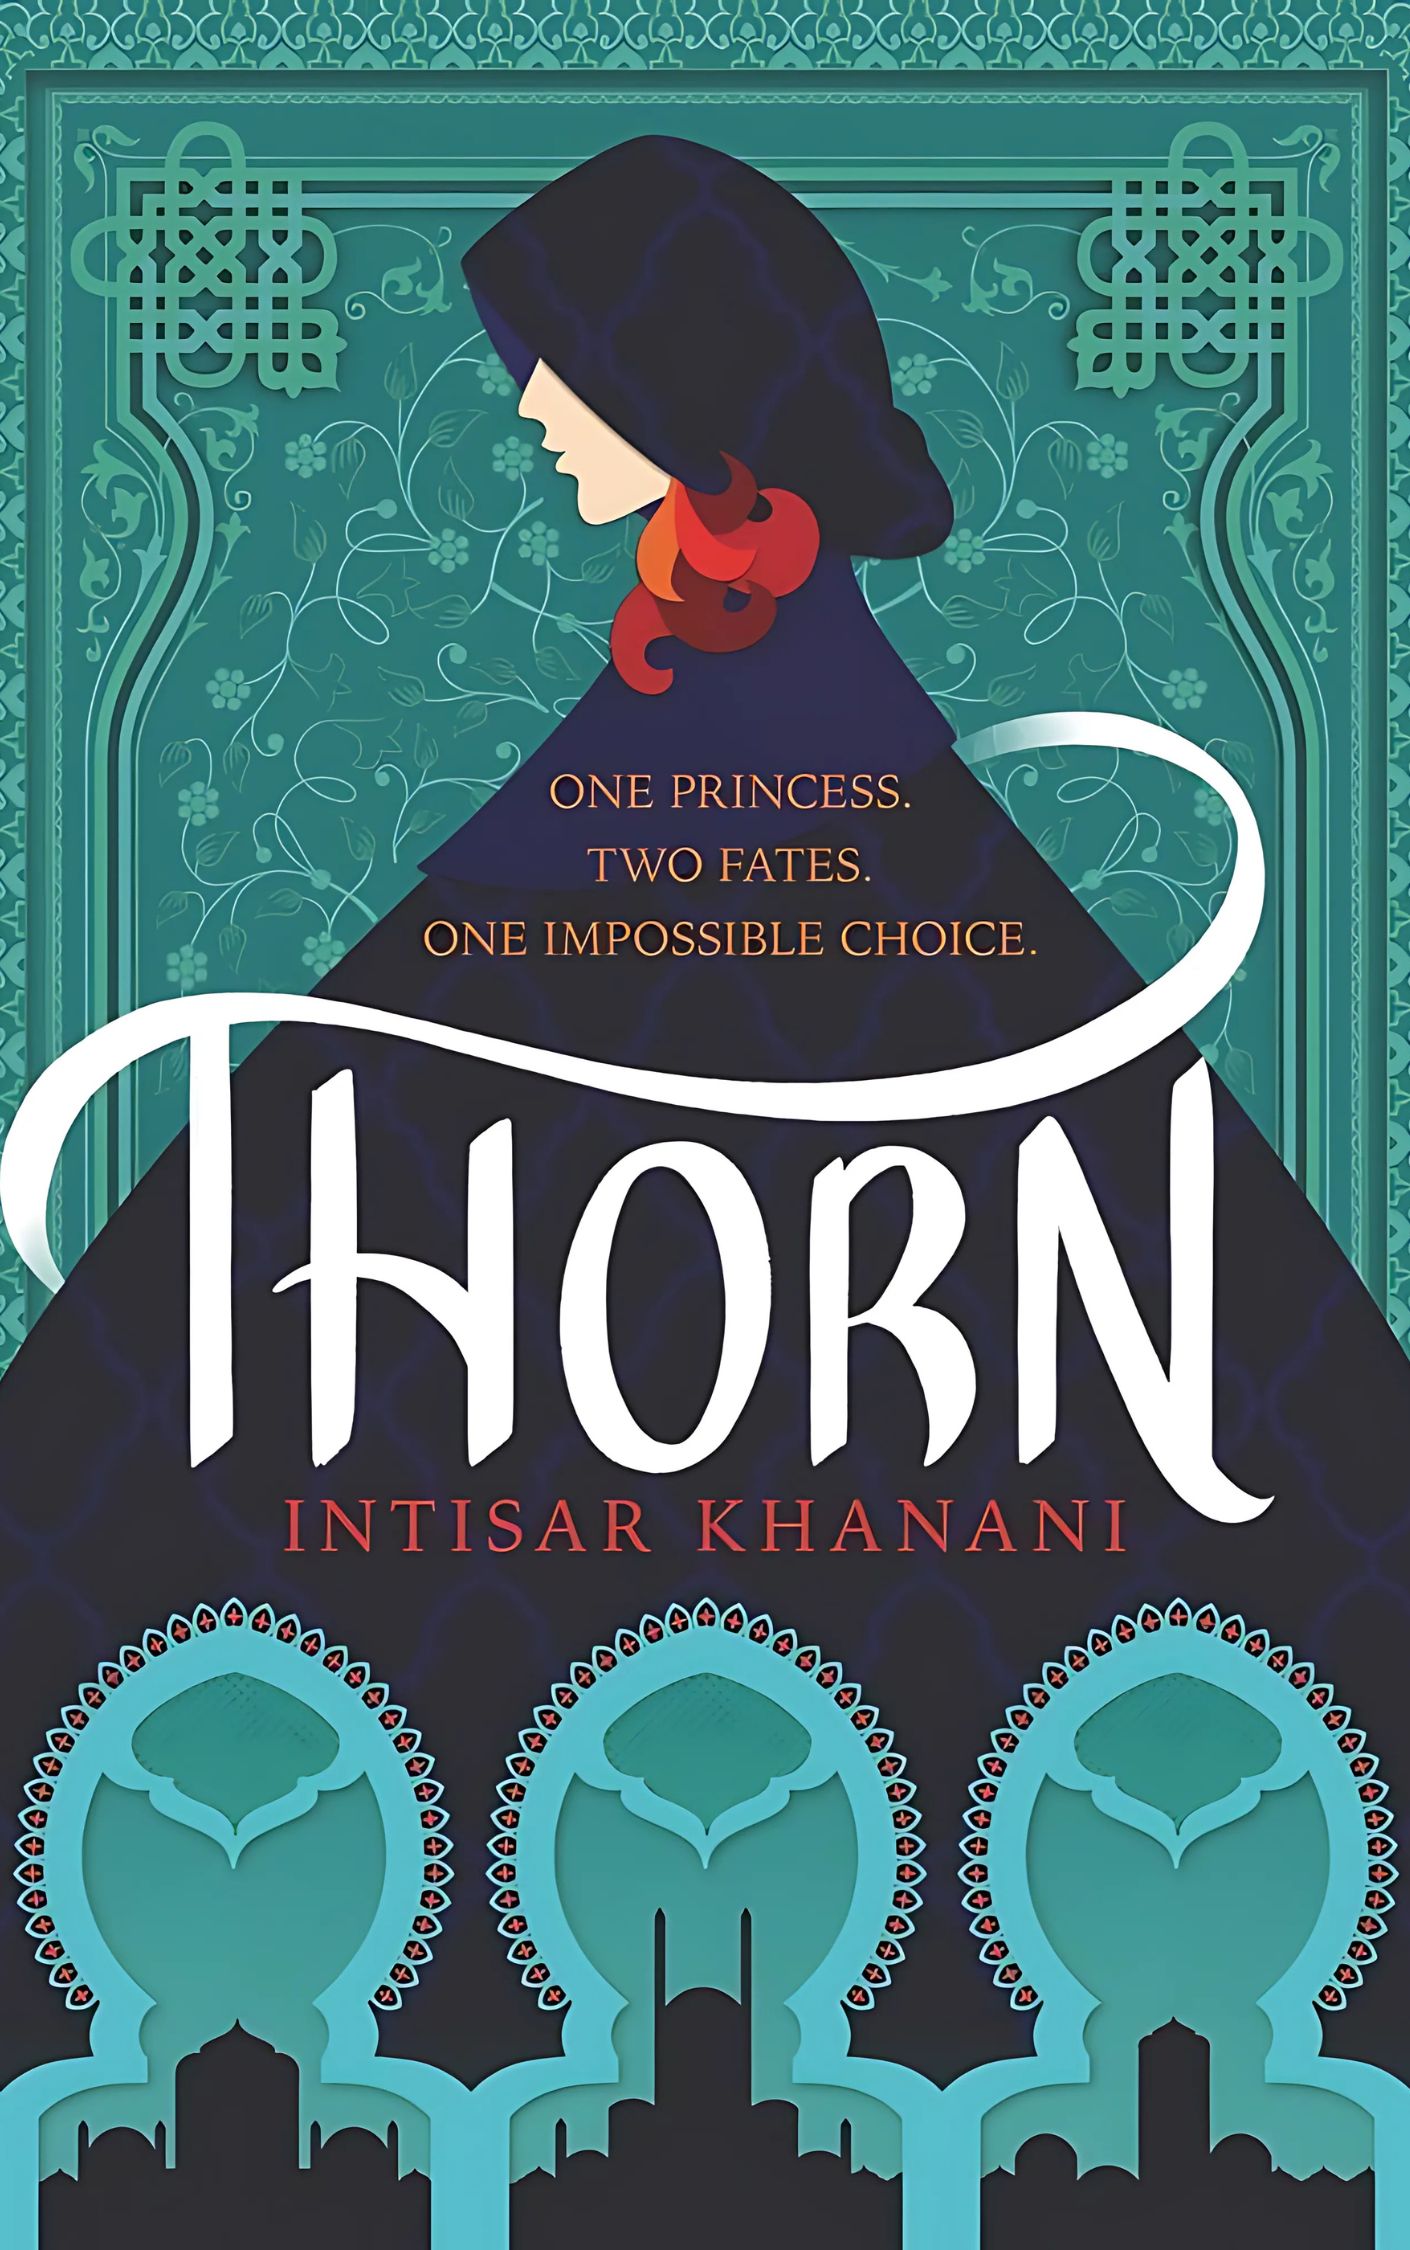 ONE PRINCESS.
TWO FATES.
ONE IMPOSSIBLE CHOICE.
THORN
INTISAR KHANANI